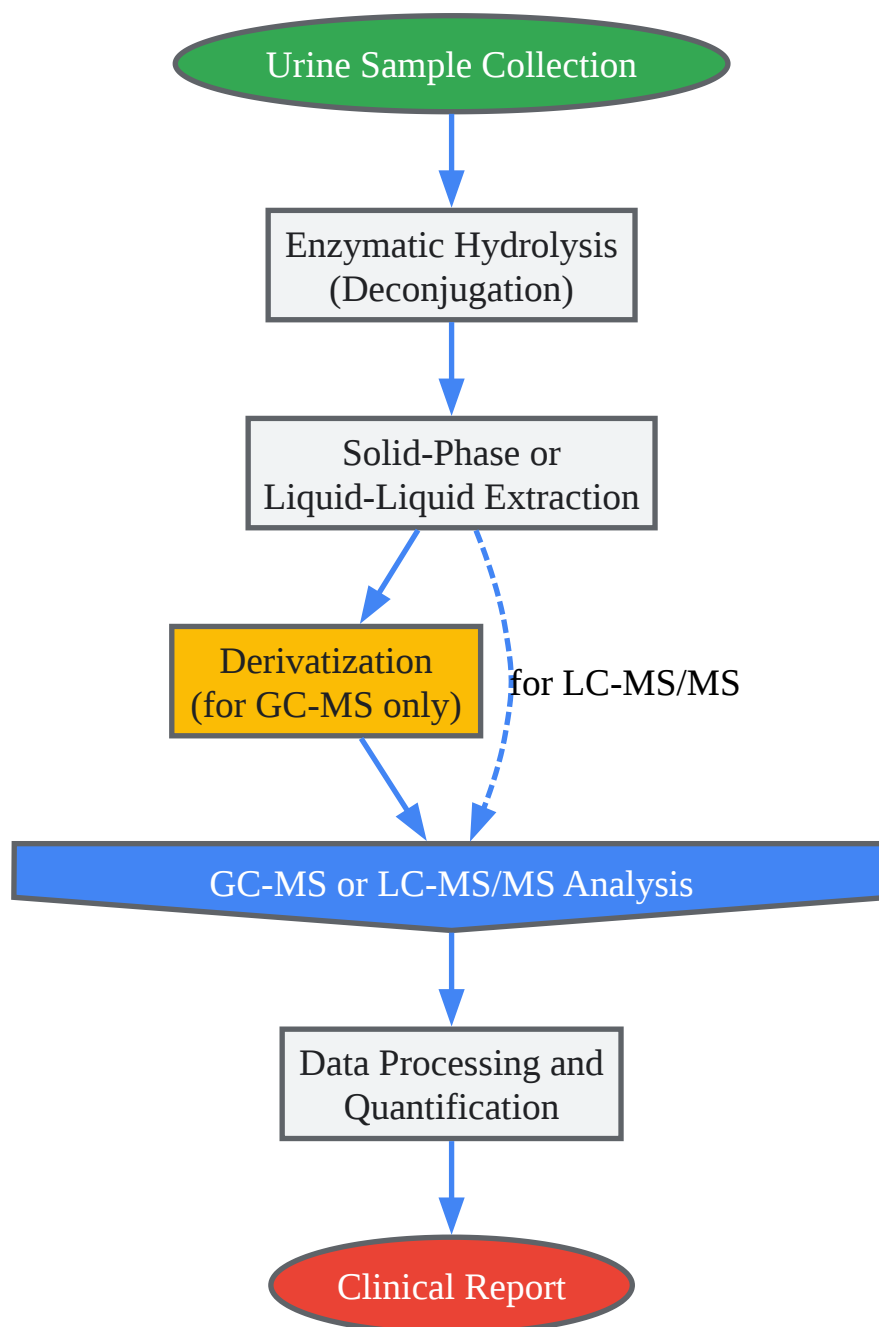 Urine Sample Collection
Enzymatic Hydrolysis
(Deconjugation)
Solid-Phase or
Liquid-Liquid Extraction
Derivatization
(for GC-MS only)
for LC-MS/MS
GC-MS or LC-MS/MS Analysis
Data Processing and
Quantification
Clinical Report